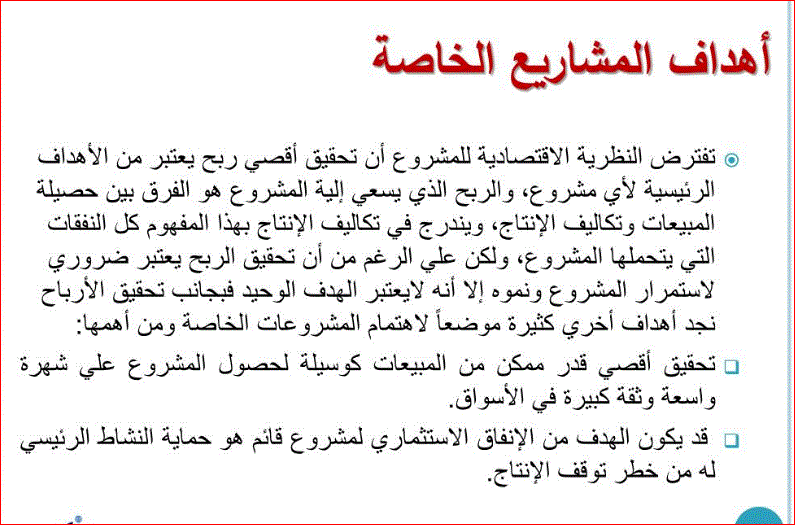 أهداف المشاريع الخاصة
تفترض النظرية الاقتصادية للمشروع أن تحقيق أقصي ربح يعتبر من الأهداف
الرئيسية لأي مشروع، والربح الذي يسعي إلية المشروع هو الفرق بين حصيلة
المبيعات وتكاليف الإنتاج، ويندرج في تكاليف الإنتاج بهذا المفهوم كل النفقات
التي يتحملها المشروع، ولكن علي الرغم من أن تحقيق الربح يعتبر ضروري
لاستمرار المشروع ونموه إلا أنه لايعتبر الهدف الوحيد فبجانب تحقيق الأرباح
نجد أهداف أخري كثيرة موضعاً لاهتمام المشروعات الخاصة ومن أهمها:
تحقيق أقصي قدر ممكن من المبيعات كوسيلة لحصول المشروع علي شهرة
واسعة وثقة كبيرة في الأسواق.
قد يكون الهدف من الإنفاق الاستثماري لمشروع قائم هو حماية النشاط الرئيسي
له من خطر توقف الإنتاج.